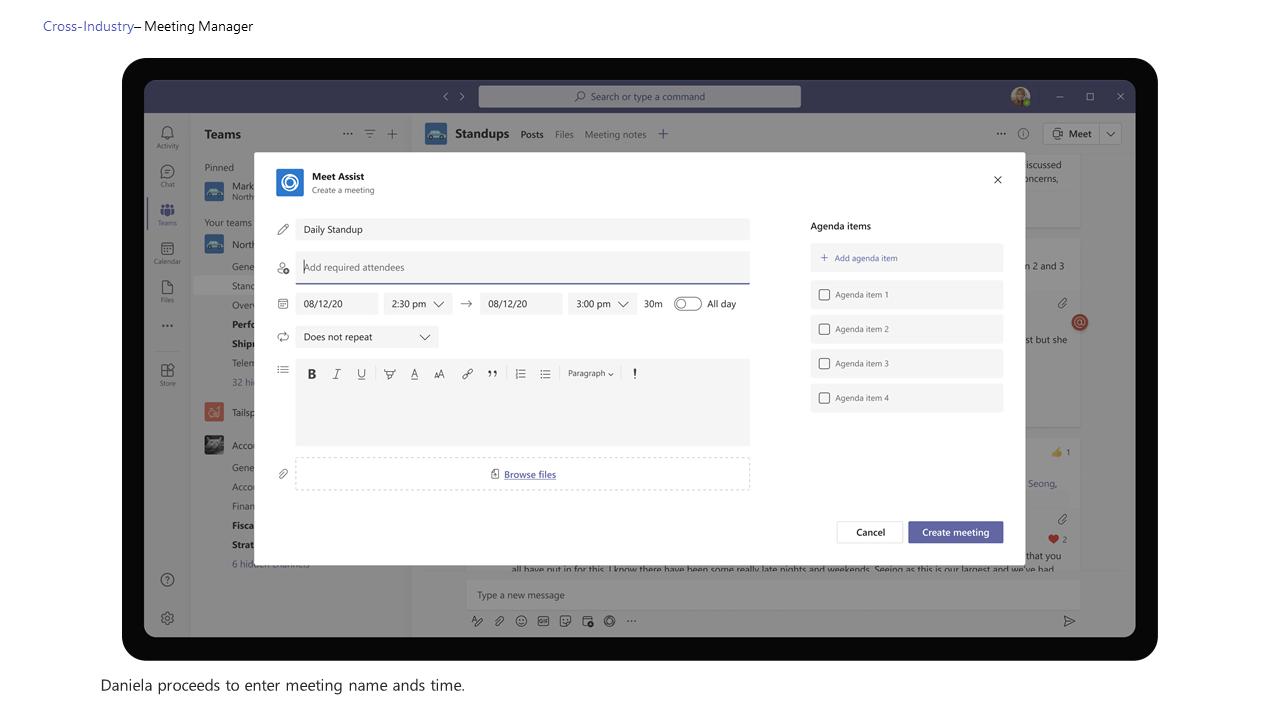 Cross-Industry– Meeting Manager
Search or type a command
Activity
Chat
Teams
Calendar
Files
Store
Teams
Pinned
Mark
North
Your teams
North
Gene
Stand
Overv
Perfo
Shipr
Telem
32 hi
Tailsp
Acco
Gene
Acco
Finan
Fisca
Strat
6 hidden channels
Standups Posts Files Meeting notes
Meet
iscussed
oncerns,
n 2 and 3
st but she
1
Seong,
2
that you
all have put in for this. I know there have been some really late nights and weekends. Seeing as this is our largest and we've had
Type a new message
GIF
Meet Assist
Create a meeting
Daily Standup
Add required attendees
08/12/20 2:30 pm → 08/12/20 3:00 pm 30m All day
Does not repeat
B I U A AA Paragraph !
Browse files
Agenda items
+ Add agenda item
Agenda item 1
Agenda item 2
Agenda item 3
Agenda item 4
Cancel Create meeting
Daniela proceeds to enter meeting name ands time.